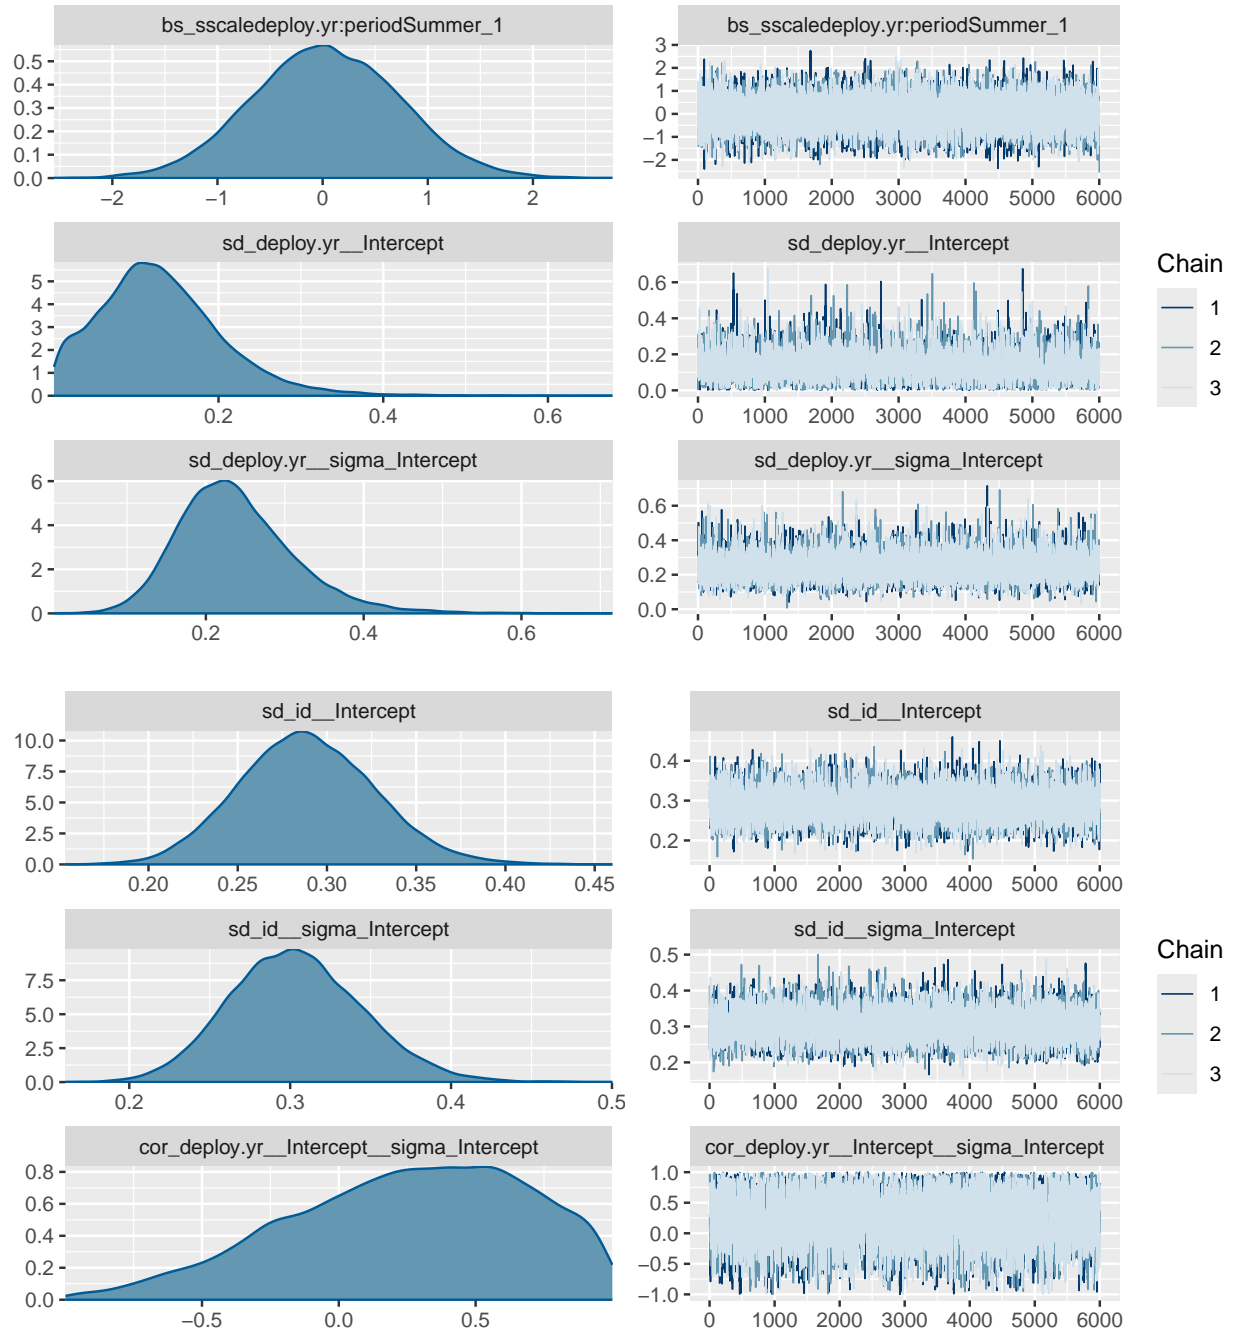 bs_sscaledeploy.yr:periodSummer_1
0.5
0.4
0.3
0.2
0.1
0.0
−2 −1 0 1 2
bs_sscaledeploy.yr:periodSummer_1
3
2
1
0
−1
−2
0 1000 2000 3000 4000 5000 6000
sd_deploy.yr__Intercept
5
4
3
2
1
0
0.2 0.4 0.6
sd_deploy.yr__Intercept
0.6
0.4
0.2
0.0
0 1000 2000 3000 4000 5000 6000
sd_deploy.yr__sigma_Intercept
6
4
2
0
0.2 0.4 0.6
sd_deploy.yr__sigma_Intercept
0.6
0.4
0.2
0.0
0 1000 2000 3000 4000 5000 6000
Chain
1
2
3
sd_id__Intercept
10.0
7.5
5.0
2.5
0.0
0.20 0.25 0.30 0.35 0.40 0.45
sd_id__Intercept
0.4
0.3
0.2
0 1000 2000 3000 4000 5000 6000
sd_id__sigma_Intercept
7.5
5.0
2.5
0.0
0.2 0.3 0.4 0.5
sd_id__sigma_Intercept
0.5
0.4
0.3
0.2
0 1000 2000 3000 4000 5000 6000
cor_deploy.yr__Intercept__sigma_Intercept
0.8
0.6
0.4
0.2
0.0
−0.5 0.0 0.5
cor_deploy.yr__Intercept__sigma_Intercept
1.0
0.5
0.0
−0.5
−1.0
0 1000 2000 3000 4000 5000 6000
Chain
1
2
3